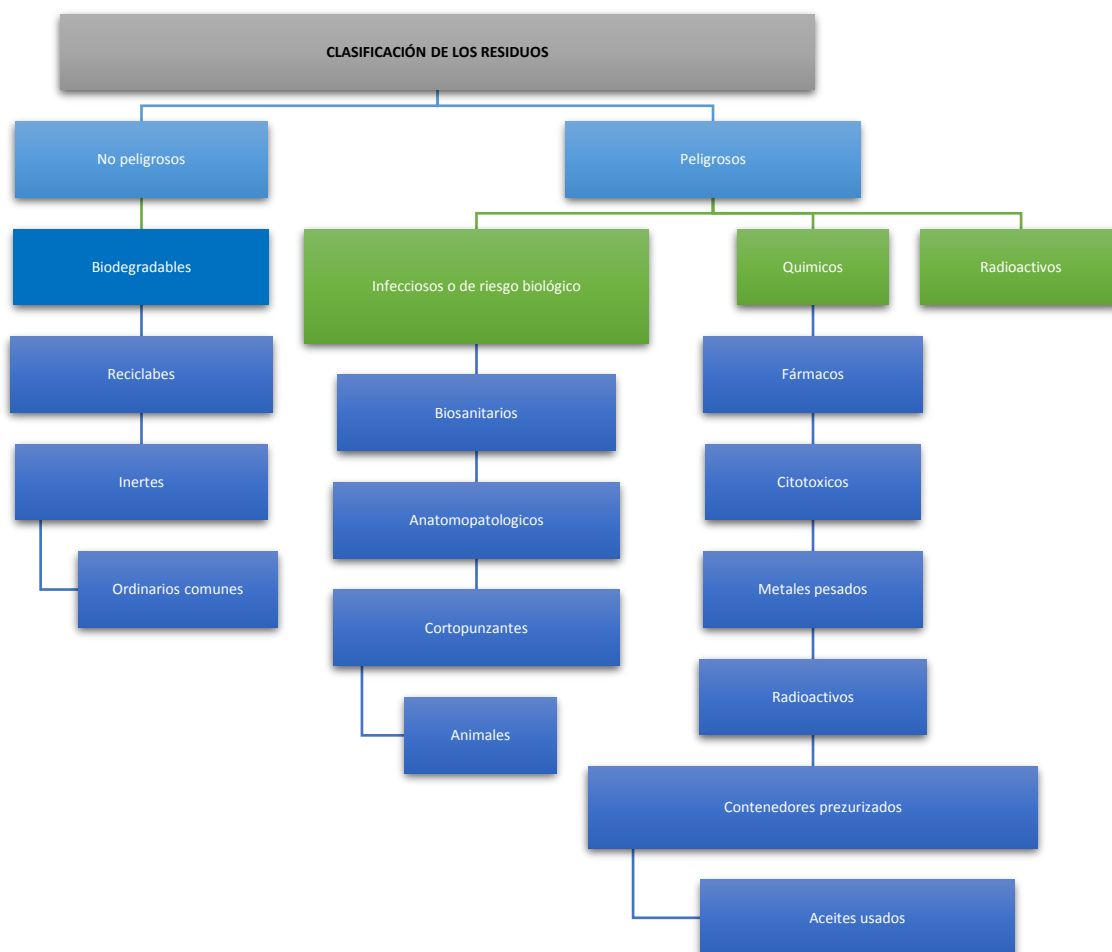 CLASIFICACIÓN DE LOS RESIDUOS
No peligrosos
Peligrosos
Biodegradables
Infecciosos o de riesgo biológico
Quimicos
Radioactivos
Reciclabes
Fármacos
Biosanitarios
Inertes
Citotoxicos
Anatomopatologicos
Ordinarios comunes
Metales pesados
Cortopunzantes
Radioactivos
Animales
Contenedores prezurizados
Aceites usados